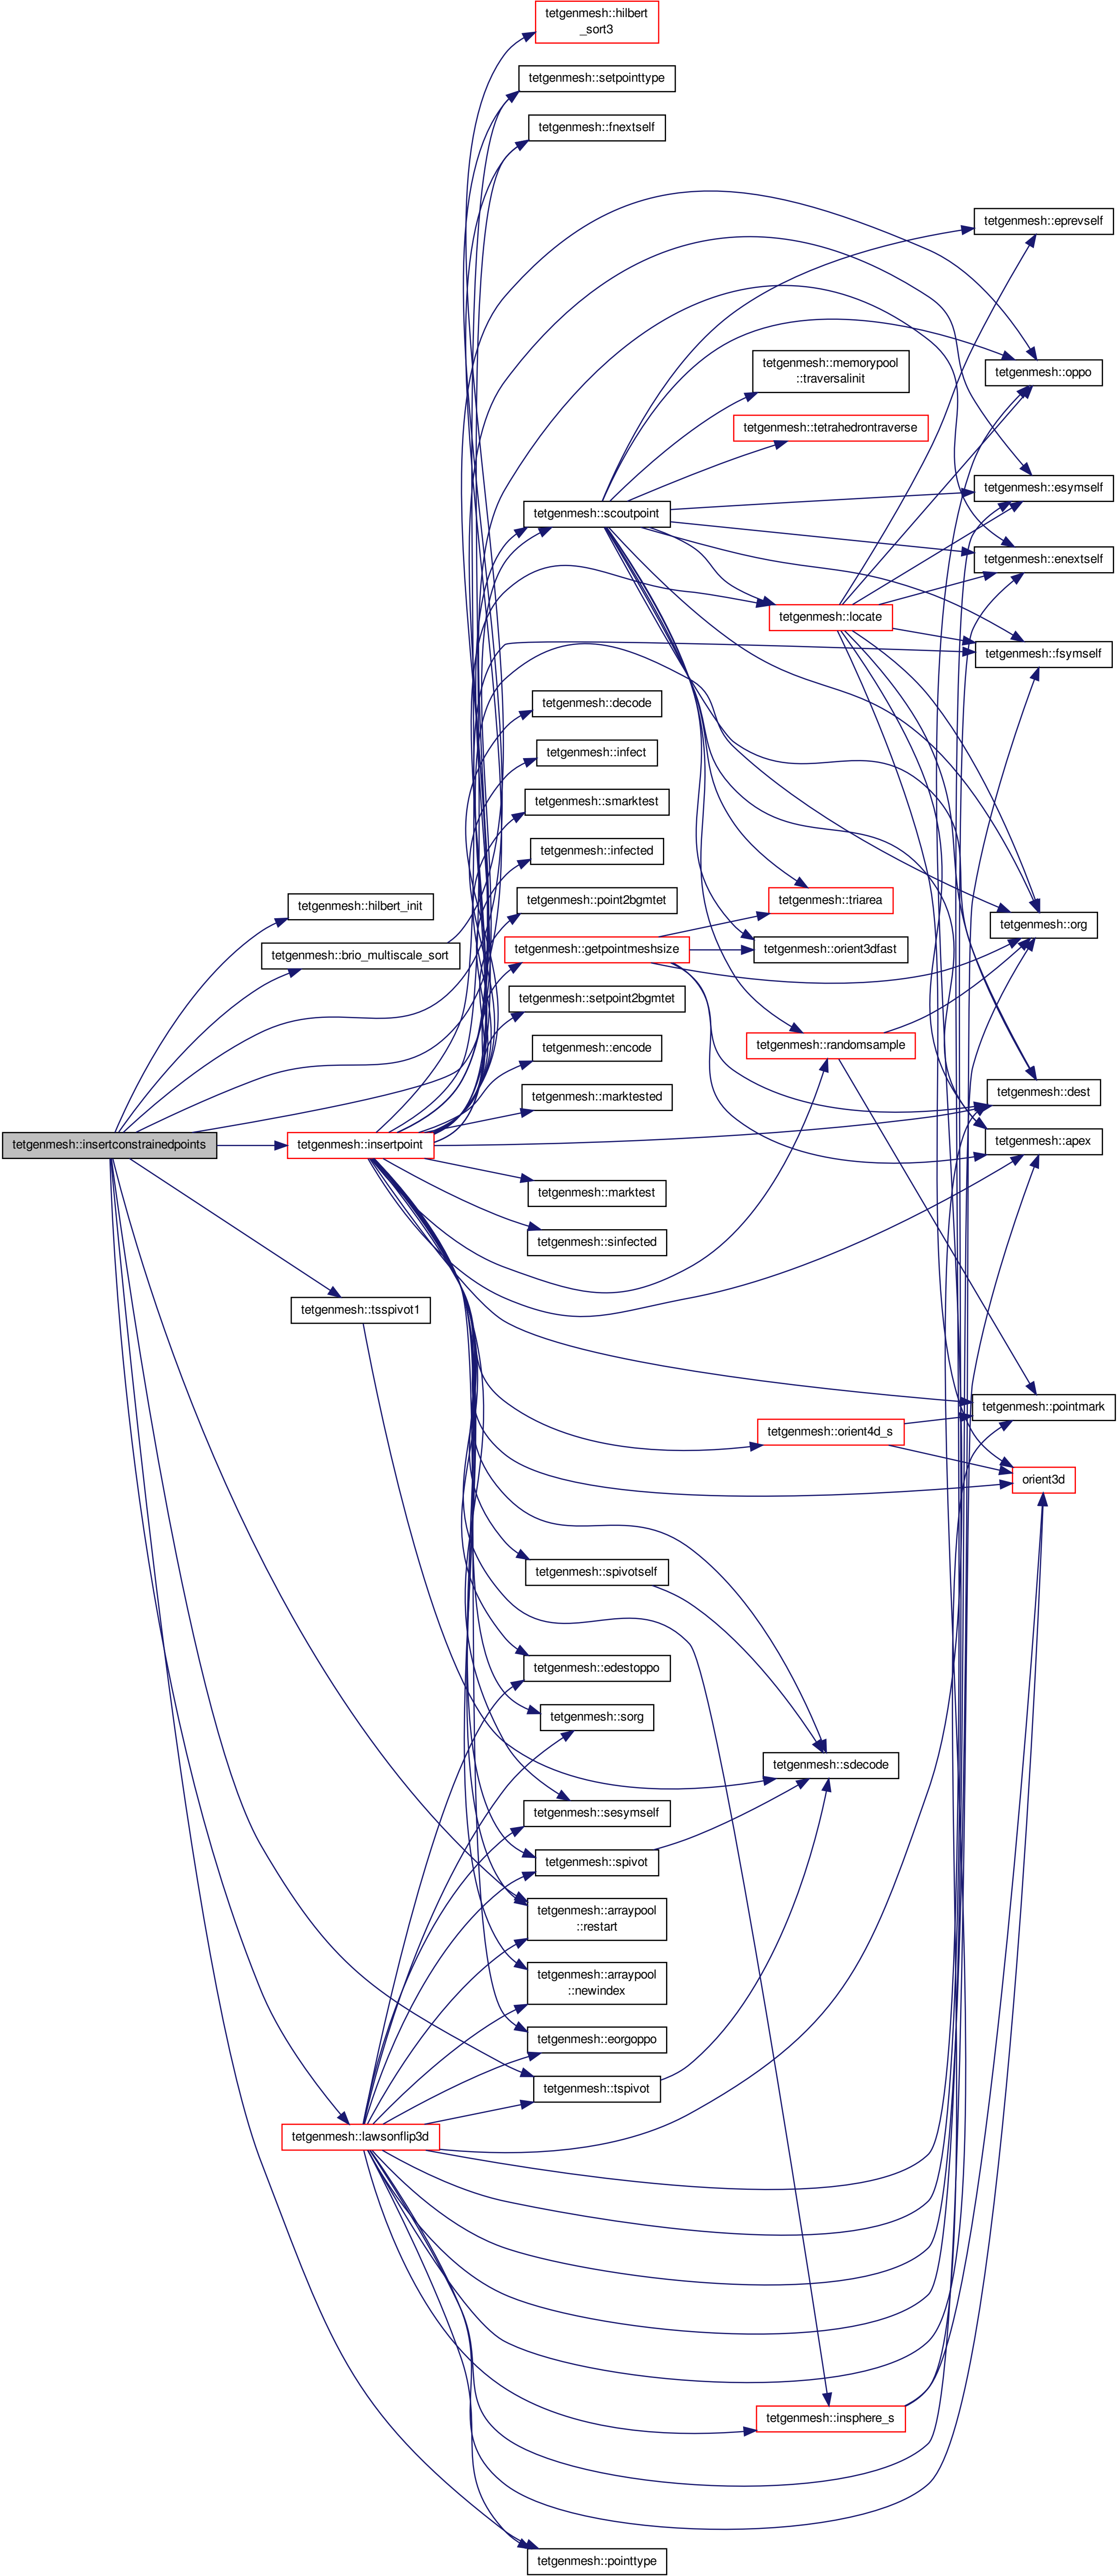 tetgenmesh::hilbert
_sort3
tetgenmesh::setpointtype
tetgenmesh::fnextself
tetgenmesh::eprevself
tetgenmesh::memorypool
::traversalinit
tetgenmesh::oppo
tetgenmesh::tetrahedrontraverse
tetgenmesh::esymself
tetgenmesh::scoutpoint
tetgenmesh::enextself
tetgenmesh::locate
tetgenmesh::fsymself
tetgenmesh::decode
tetgenmesh::infect
tetgenmesh::smarktest
tetgenmesh::infected
tetgenmesh::point2bgmtet
tetgenmesh::triarea
tetgenmesh::hilbert_init
tetgenmesh::org
tetgenmesh::getpointmeshsize
tetgenmesh::orient3dfast
tetgenmesh::brio_multiscale_sort
tetgenmesh::setpoint2bgmtet
tetgenmesh::encode
tetgenmesh::randomsample
tetgenmesh::marktested
tetgenmesh::dest
tetgenmesh::insertconstrainedpoints
tetgenmesh::insertpoint
tetgenmesh::apex
tetgenmesh::marktest
tetgenmesh::sinfected
tetgenmesh::tsspivot1
tetgenmesh::pointmark
tetgenmesh::orient4d_s
orient3d
tetgenmesh::spivotself
tetgenmesh::edestoppo
tetgenmesh::sorg
tetgenmesh::sdecode
tetgenmesh::sesymself
tetgenmesh::spivot
tetgenmesh::arraypool
::restart
tetgenmesh::arraypool
::newindex
tetgenmesh::eorgoppo
tetgenmesh::tspivot
tetgenmesh::lawsonflip3d
tetgenmesh::insphere_s
tetgenmesh::pointtype